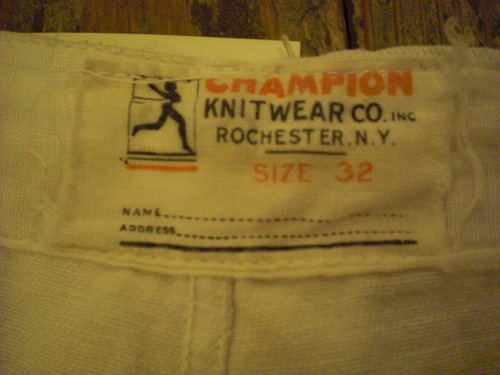 CHAMPION
KNITWEAR CO. INC
ROCHESTER, N.Y.
SIZE 32
NAME
ADDRESS